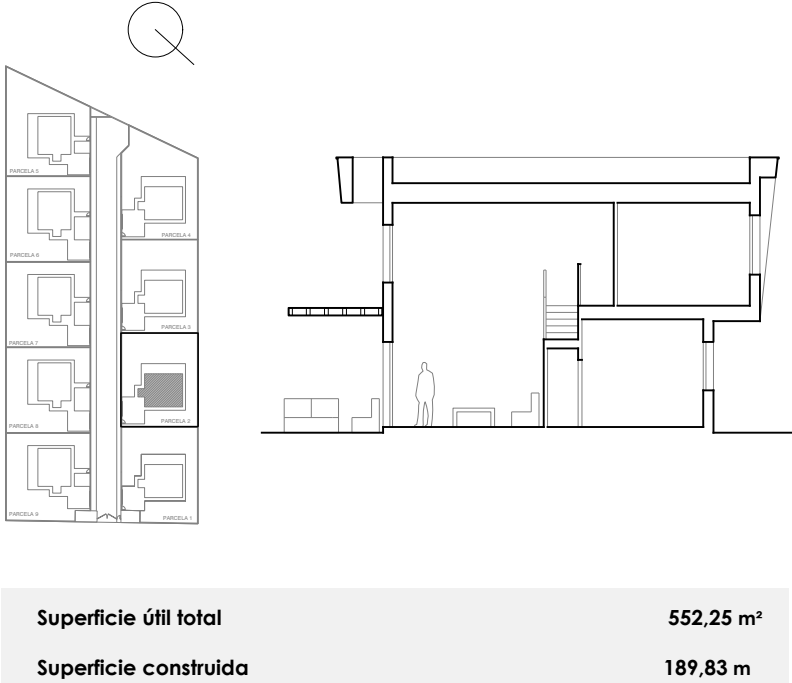 PARCELA 5
PARCELA 4
PARCELA 6
PARCELA 3
PARCELA 7
PARCELA 2
PARCELA 8
PARCELA 9
PARCELA 1
Superficie útil total 552,25 m²
Superficie construida 189,83 m